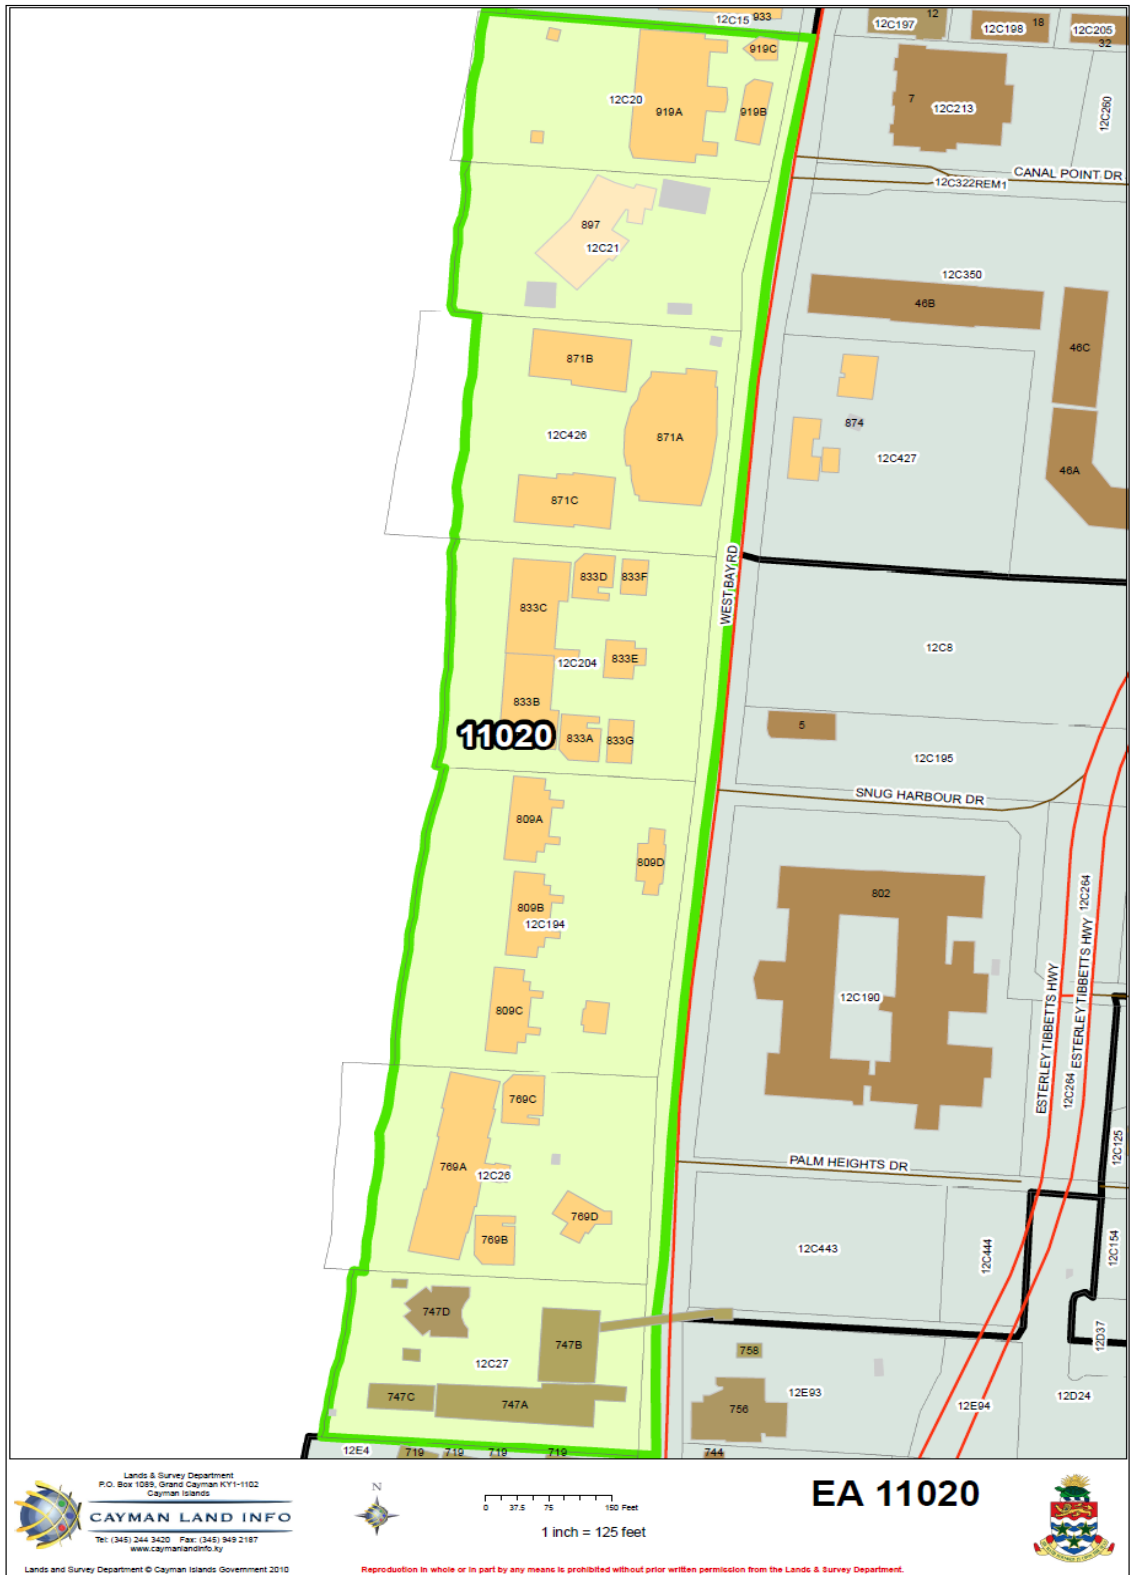 12C15
933
12C197
12
12C198
18
12C205
32
919C
12C20
919A
919B
7
12C213
12C260
CANAL POINT DR
12C322REM1
897
12C21
12C350
46B
46C
871B
871A
12C426
874
12C427
46A
871C
WEST BAY RD
833D
833F
833C
12C204
833E
12C8
833B
11020
833A
833G
5
12C195
SNUG HARBOUR DR
809A
809D
802
12C264
809B
12C194
ESTERLEY TIBBETTS HWY
ESTERLEY TIBBETTS HWY
12C190
809C
12C264
769C
12C125
769A
12C26
PALM HEIGHTS DR
769D
769B
12C443
12C444
12C154
747D
747B
12C27
758
12D37
747C
747A
12E93
756
12E94
12D24
12E4
719
719
719
719
744
Lands & Survey Department
P.O. Box 1089, Grand Cayman KY1-1102
Cayman Islands
CAYMAN LAND INFO
Tel: (345) 244 3420 Fax: (345) 949 2187
www.caymanlandinfo.ky
Lands and Survey Department © Cayman Islands Government 2010
N
0 37.5 75 150 Feet
1 inch = 125 feet
Reproduction in whole or in part by any means is prohibited without prior written permission from the Lands & Survey Department.
EA 11020